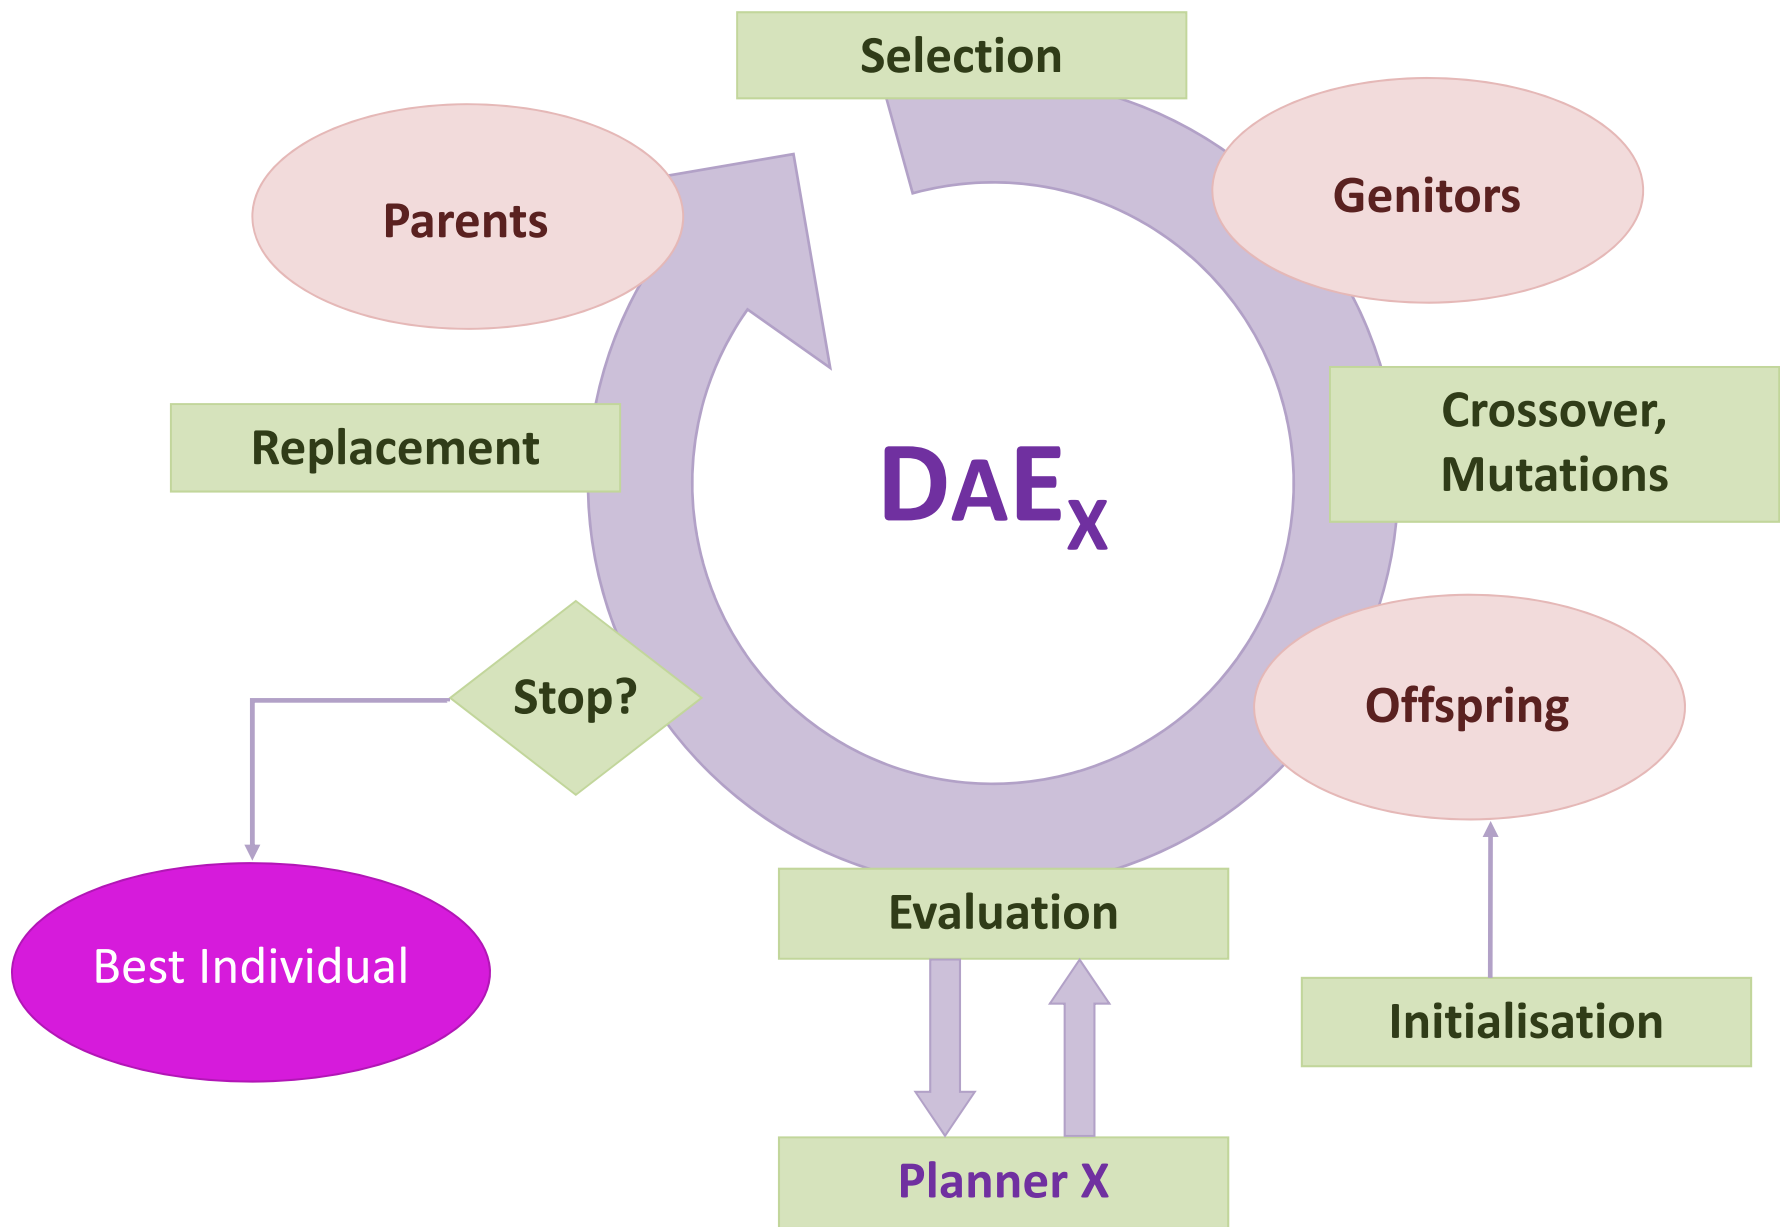 Selection
Parents
Genitors
Replacement
Crossover,
Mutations
DAEX
Stop?
Offspring
Evaluation
Best Individual
Initialisation
Planner X